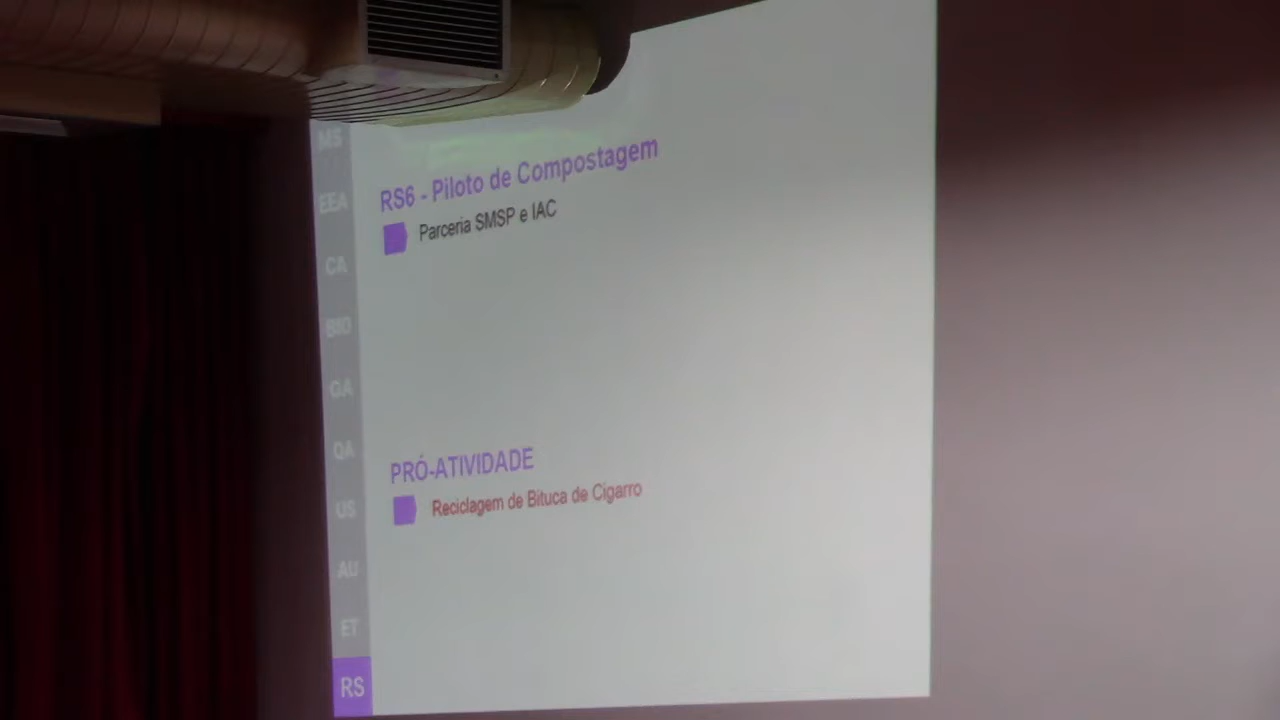 MS
EEA
CA
BIO
GA
QA
US
AU
ET
RS
RS6 - Piloto de Compostagem
Parceria SMSP e IAC
PRÓ-ATIVIDADE
Reciclagem de Bituca de Cigarro